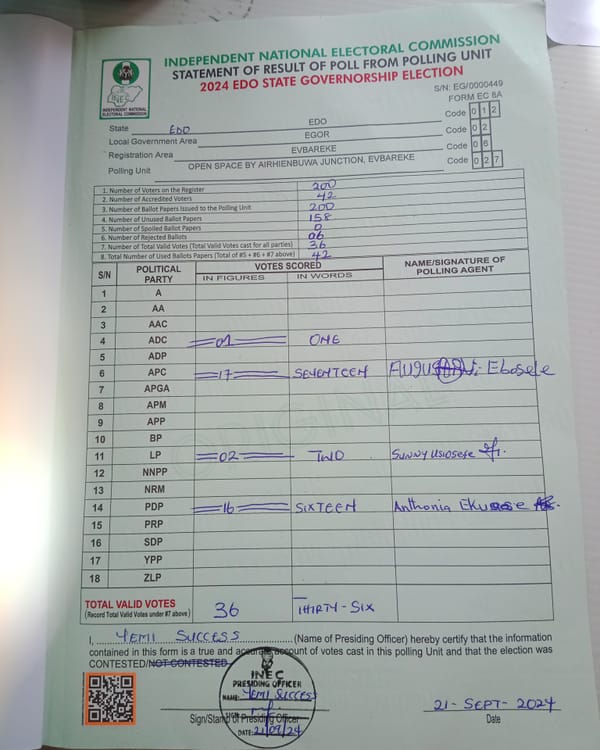 INDEPENDENT NATIONAL ELECTORAL COMMISSION
STATEMENT OF RESULT OF POLL FROM POLLING UNIT
2024 EDO STATE GOVERNORSHIP ELECTION
INEC
INDEPENDENT NATIONAL ELECTORAL COMMISSION
S/N: EG/0000449
FORM EC 8A
State EDO EDO Code 0 1 2
Local Government Area EGOR Code 0 2
Registration Area EVBAREKE Code 0 6
Polling Unit OPEN SPACE BY AIRHIENBUWA JUNCTION, EVBAREKE Code 0 2 7
1. Number of Voters on the Register 200
2. Number of Accredited Voters 42
3. Number of Ballot Papers Issued to the Polling Unit 200
4. Number of Unused Ballot Papers 158
5. Number of Spoiled Ballot Papers 0
6. Number of Rejected Ballots 06
7. Number of Total Valid Votes (Total Valid Votes cast for all parties) 36
8. Total Number of Used Ballots Papers (Total of #5 + #6 + #7 above) 42
S/N POLITICAL PARTY VOTES SCORED NAME/SIGNATURE OF POLLING AGENT
IN FIGURES IN WORDS
1 A
2 AA
3 AAC
4 ADC 01 ONE
5 ADP
6 APC 17 SEVENTEEN Ebosele
7 APGA
8 APM
9 APP
10 BP
11 LP 02 TWO SUNNY USIOSEFE
12 NNPP
13 NRM
14 PDP 16 SIXTEEN Anthonia
15 PRP
16 SDP
17 YPP
18 ZLP
ORIGINAL
TOTAL VALID VOTES 36 THIRTY-SIX
(Record Total Valid Votes under #7 above)
I, YEMI SUCCESS (Name of Presiding Officer) hereby certify that the information
contained in this form is a true and accurate account of votes cast in this polling Unit and that the election was
CONTESTED/NOT CONTESTED.
INEC
PRESIDING OFFICER
NAME: YEMI SUCCESS
SIGN
DATE: 21/09/24
Sign/Stamp of Presiding Officer
21-SEPT-2024
Date